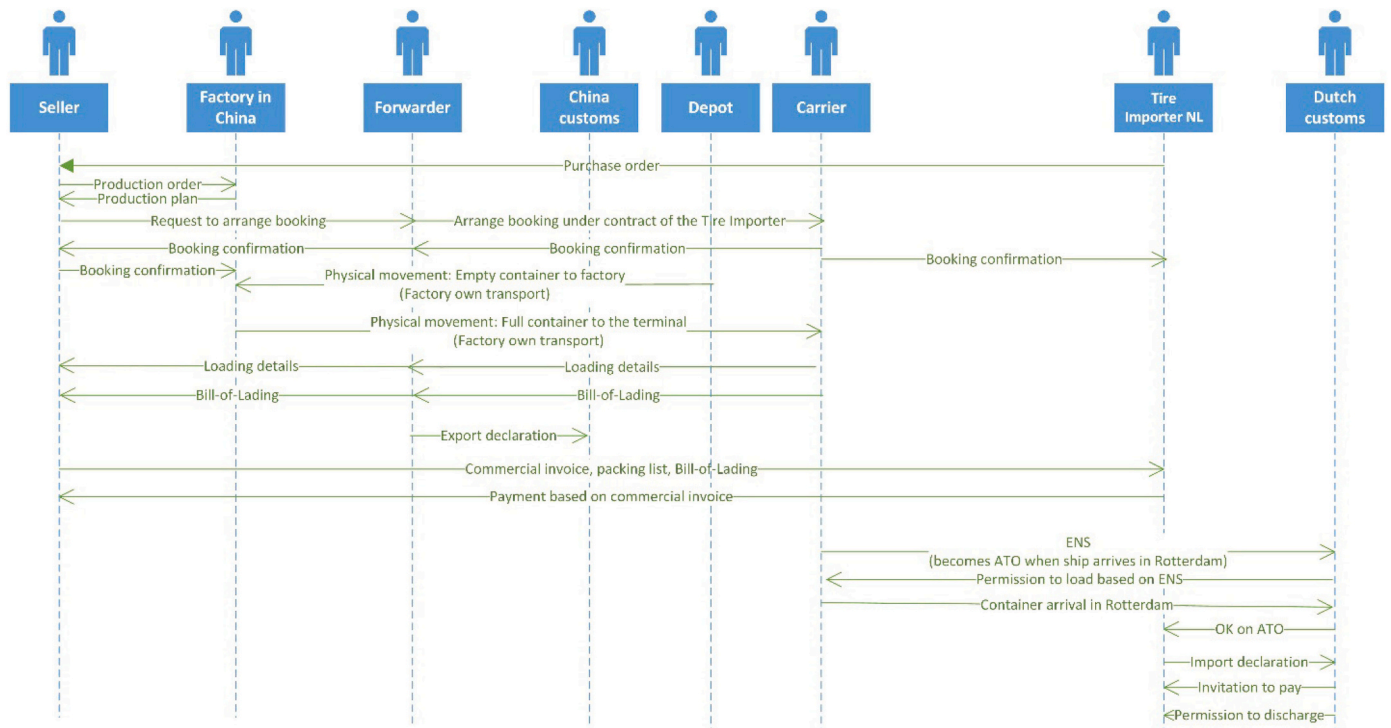 Seller
Factory in
China
Forwarder
China
customs
Depot
Carrier
Tire
Importer NL
Dutch
customs
Purchase order
Production order
Production plan
Request to arrange booking
Arrange booking under contract of the Tire Importer
Booking confirmation
Booking confirmation
Booking confirmation
Booking confirmation
Physical movement: Empty container to factory
(Factory own transport)
Physical movement: Full container to the terminal
(Factory own transport)
Loading details
Loading details
Bill-of-Lading
Bill-of-Lading
Export declaration
Commercial invoice, packing list, Bill-of-Lading
Payment based on commercial invoice
ENS
(becomes ATO when ship arrives in Rotterdam)
Permission to load based on ENS
Container arrival in Rotterdam
OK on ATO
Import declaration
Invitation to pay
Permission to discharge